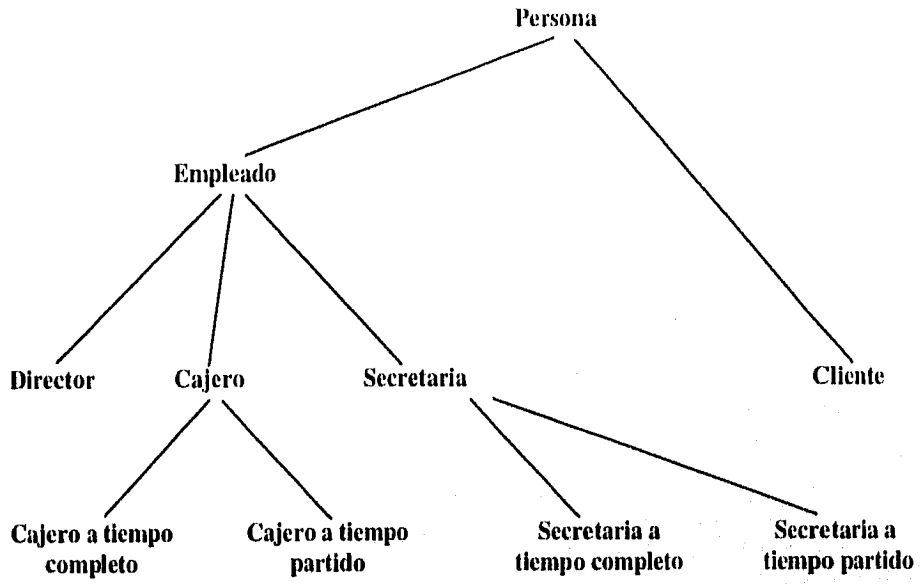 Persona
Empleado
Director
Cajero
Secretaria
Cliente
Cajero a tiempo
completo
Cajero a tiempo
partido
Secretaria a
tiempo completo
Secretaria a
tiempo partido